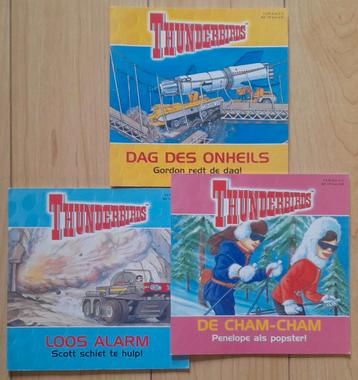 THUNDERBIRDS
DAG DES ONHEILS
Gordon redt de dag!
THUNDERBIRDS
LOOS ALARM
Scott schiet te hulp!
THUNDERBIRDS
DE CHAM-CHAM
Penelope als popster!